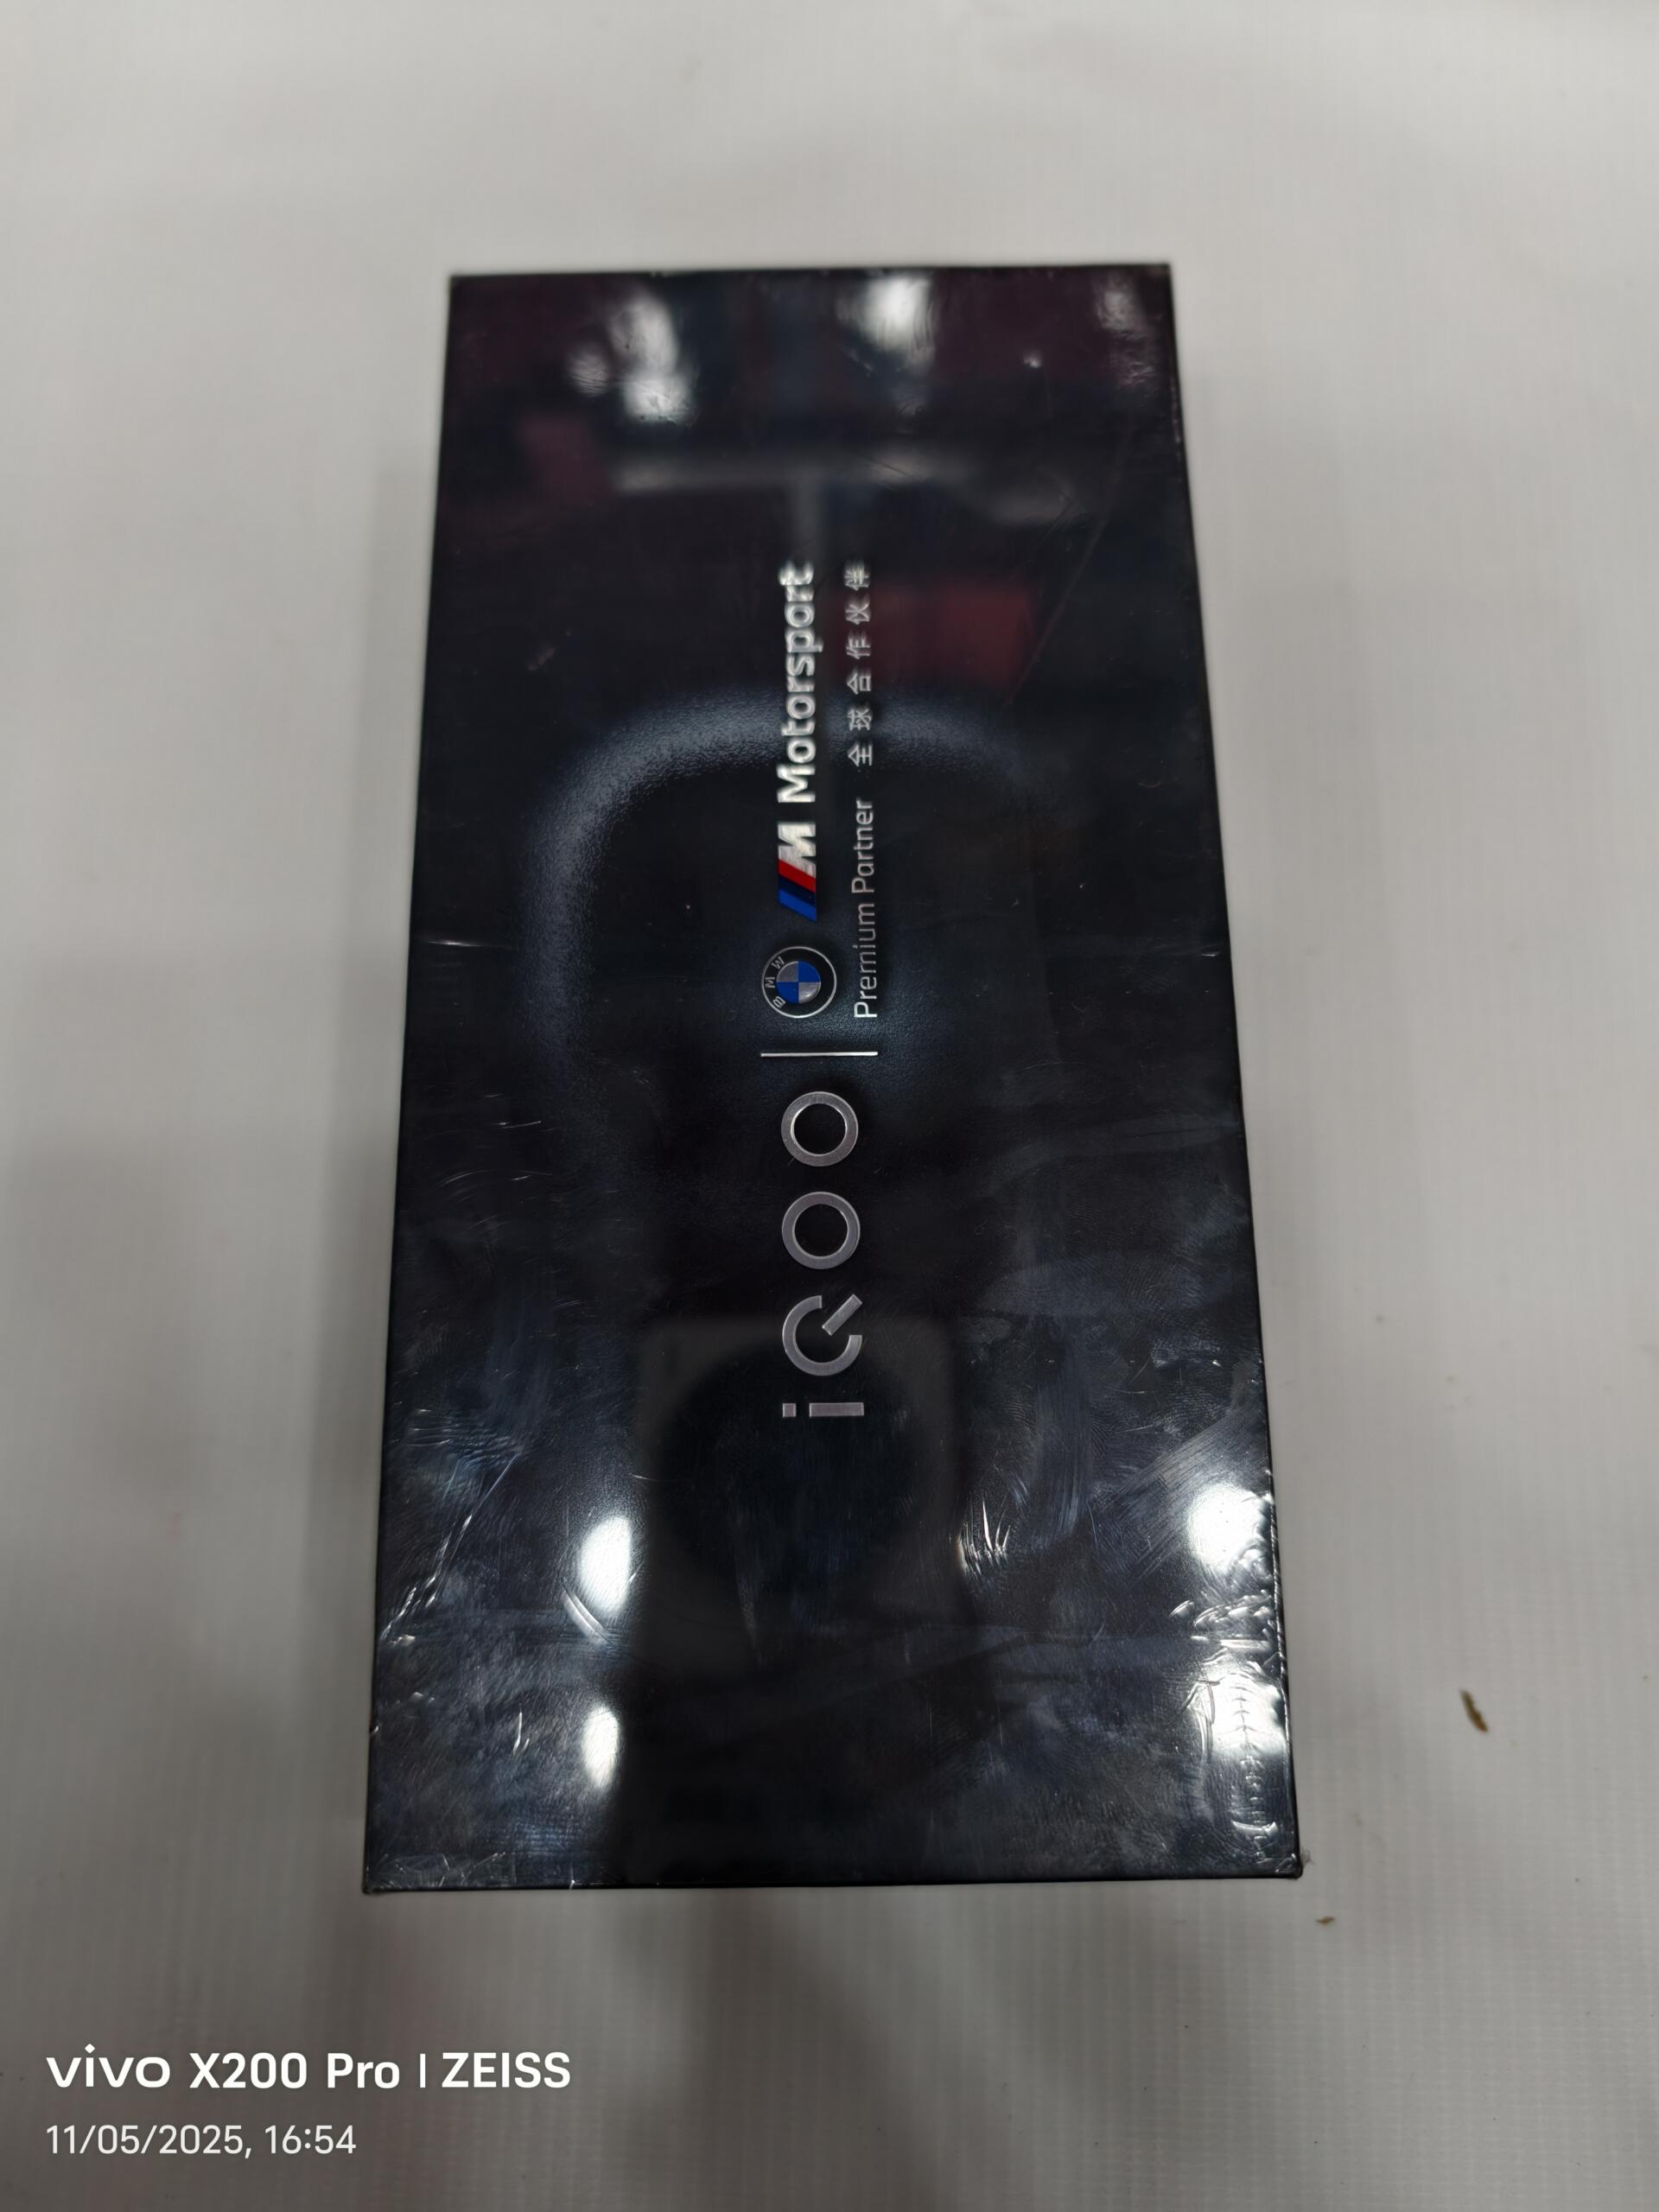 iQOO
BMW
M Motorsport
Premium Partner 全球合作伙伴
vivo X200 Pro | ZEISS
11/05/2025, 16:54